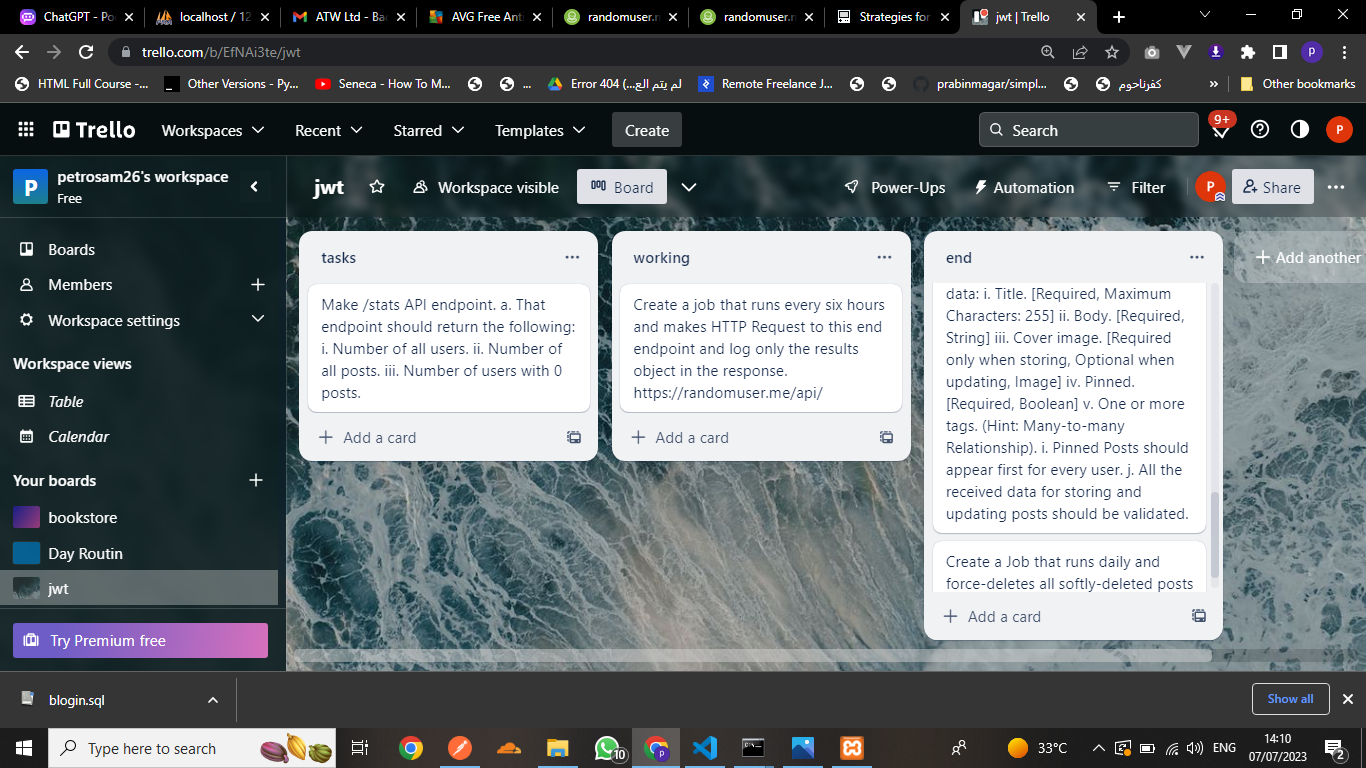 ChatGPT - Po
localhost / 12
ATW Ltd - Ba
AVG Free Ant
randomuser.m
randomuser.m
Strategies for
jwt | Trello
trello.com/b/EfNAi3te/jwt
HTML Full Course -...
Other Versions - Py...
Seneca - How To M...
...
Error 404 (...لم يتم الع
Remote Freelance J...
prabinmagar/simpl...
كفرناحوم
»
Other bookmarks
Trello
Workspaces
Recent
Starred
Templates
Create
Search
9+
P
P
petrosam26's workspace
Free
jwt
Workspace visible
Board
Power-Ups
Automation
Filter
P
Share
Boards
Members
Workspace settings
Workspace views
Table
Calendar
Your boards
bookstore
Day Routin
jwt
Try Premium free
tasks
Make /stats API endpoint. a. That
endpoint should return the following:
i. Number of all users. ii. Number of
all posts. iii. Number of users with 0
posts.
Add a card
working
Create a job that runs every six hours
and makes HTTP Request to this end
endpoint and log only the results
object in the response.
https://randomuser.me/api/
Add a card
end
data: i. Title. [Required, Maximum
Characters: 255] ii. Body. [Required,
String] iii. Cover image. [Required
only when storing, Optional when
updating, Image] iv. Pinned.
[Required, Boolean] v. One or more
tags. (Hint: Many-to-many
Relationship). i. Pinned Posts should
appear first for every user. j. All the
received data for storing and
updating posts should be validated.
Create a Job that runs daily and
force-deletes all softly-deleted posts
Add a card
Add another
blogin.sql
Show all
Type here to search
10
33°C
ENG
14:10
07/07/2023
2